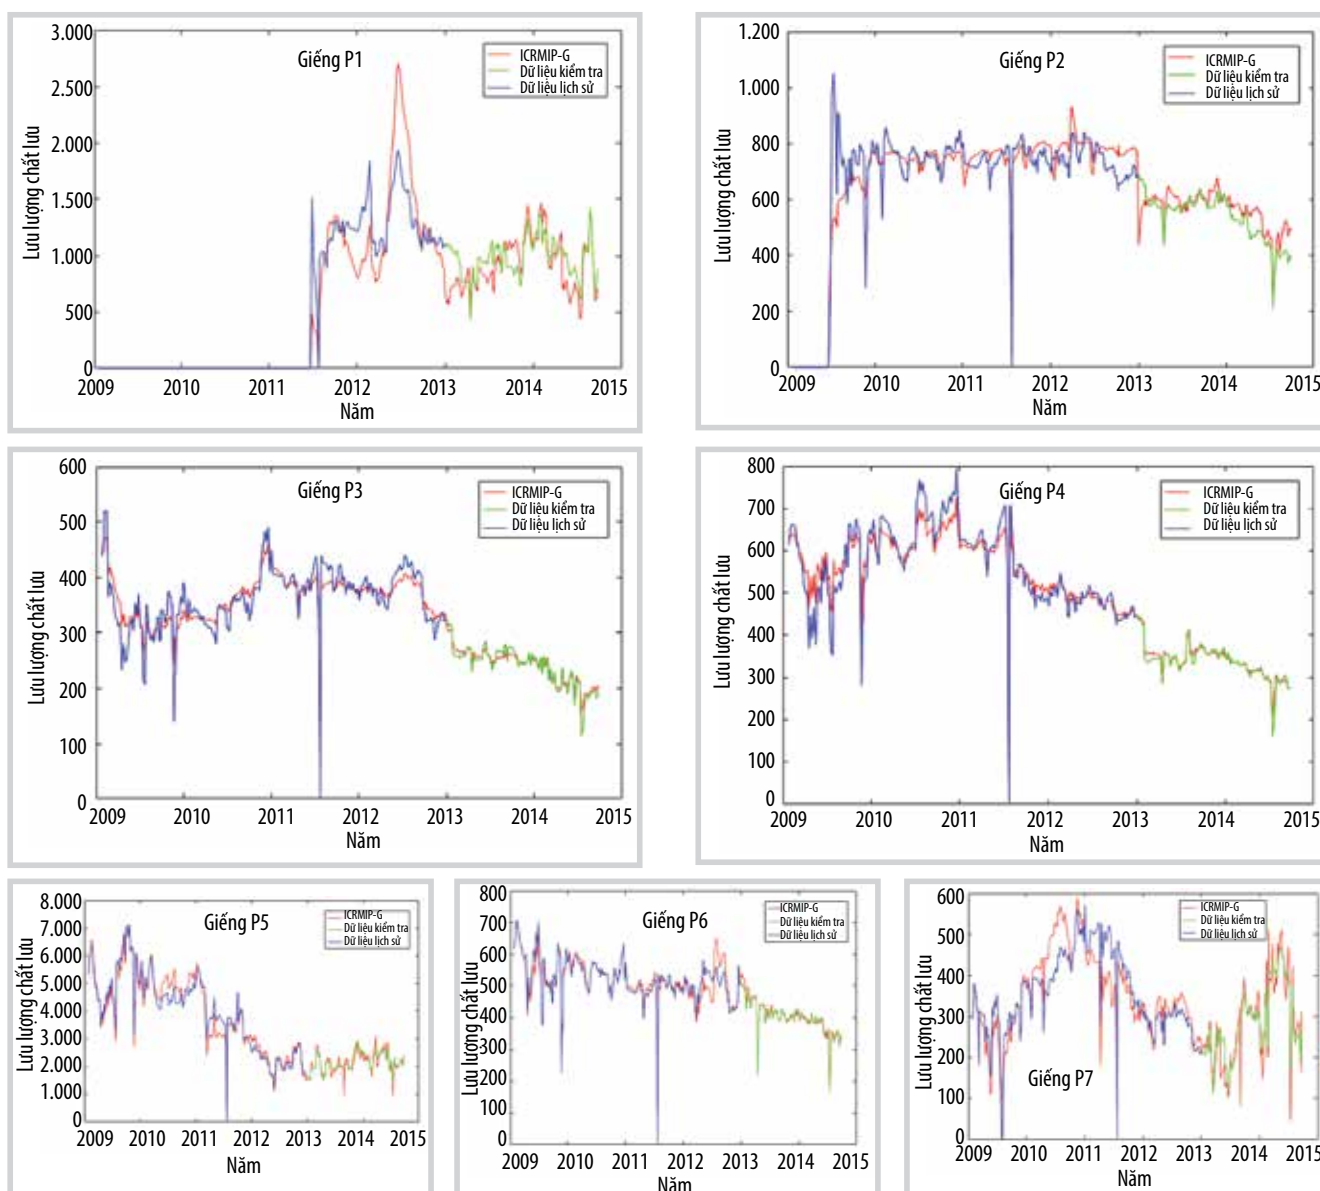 Giếng P1
ICRMIP-G
Dữ liệu kiểm tra
Dữ liệu lịch sử
Lưu lượng chất lưu
3.000
2.500
2.000
1.500
1.000
500
0
2009 2010 2011 2012 2013 2014 2015
Năm
Giếng P2
ICRMIP-G
Dữ liệu kiểm tra
Dữ liệu lịch sử
Lưu lượng chất lưu
1.200
1.000
800
600
400
200
0
2009 2010 2011 2012 2013 2014 2015
Năm
Giếng P3
ICRMIP-G
Dữ liệu kiểm tra
Dữ liệu lịch sử
Lưu lượng chất lưu
600
500
400
300
200
100
0
2009 2010 2011 2012 2013 2014 2015
Năm
Giếng P4
ICRMIP-G
Dữ liệu kiểm tra
Dữ liệu lịch sử
Lưu lượng chất lưu
800
700
600
500
400
300
200
100
0
2009 2010 2011 2012 2013 2014 2015
Năm
Giếng P5
ICRMIP-G
Dữ liệu kiểm tra
Dữ liệu lịch sử
Lưu lượng chất lưu
8.000
7.000
6.000
5.000
4.000
3.000
2.000
1.000
0
2009 2010 2011 2012 2013 2014 2015
Năm
Giếng P6
ICRMIP-G
Dữ liệu kiểm tra
Dữ liệu lịch sử
Lưu lượng chất lưu
800
700
600
500
400
300
200
100
0
2009 2010 2011 2012 2013 2014 2015
Năm
Giếng P7
ICRMIP-G
Dữ liệu kiểm tra
Dữ liệu lịch sử
Lưu lượng chất lưu
600
500
400
300
200
100
0
2009 2010 2011 2012 2013 2014 2015
Năm